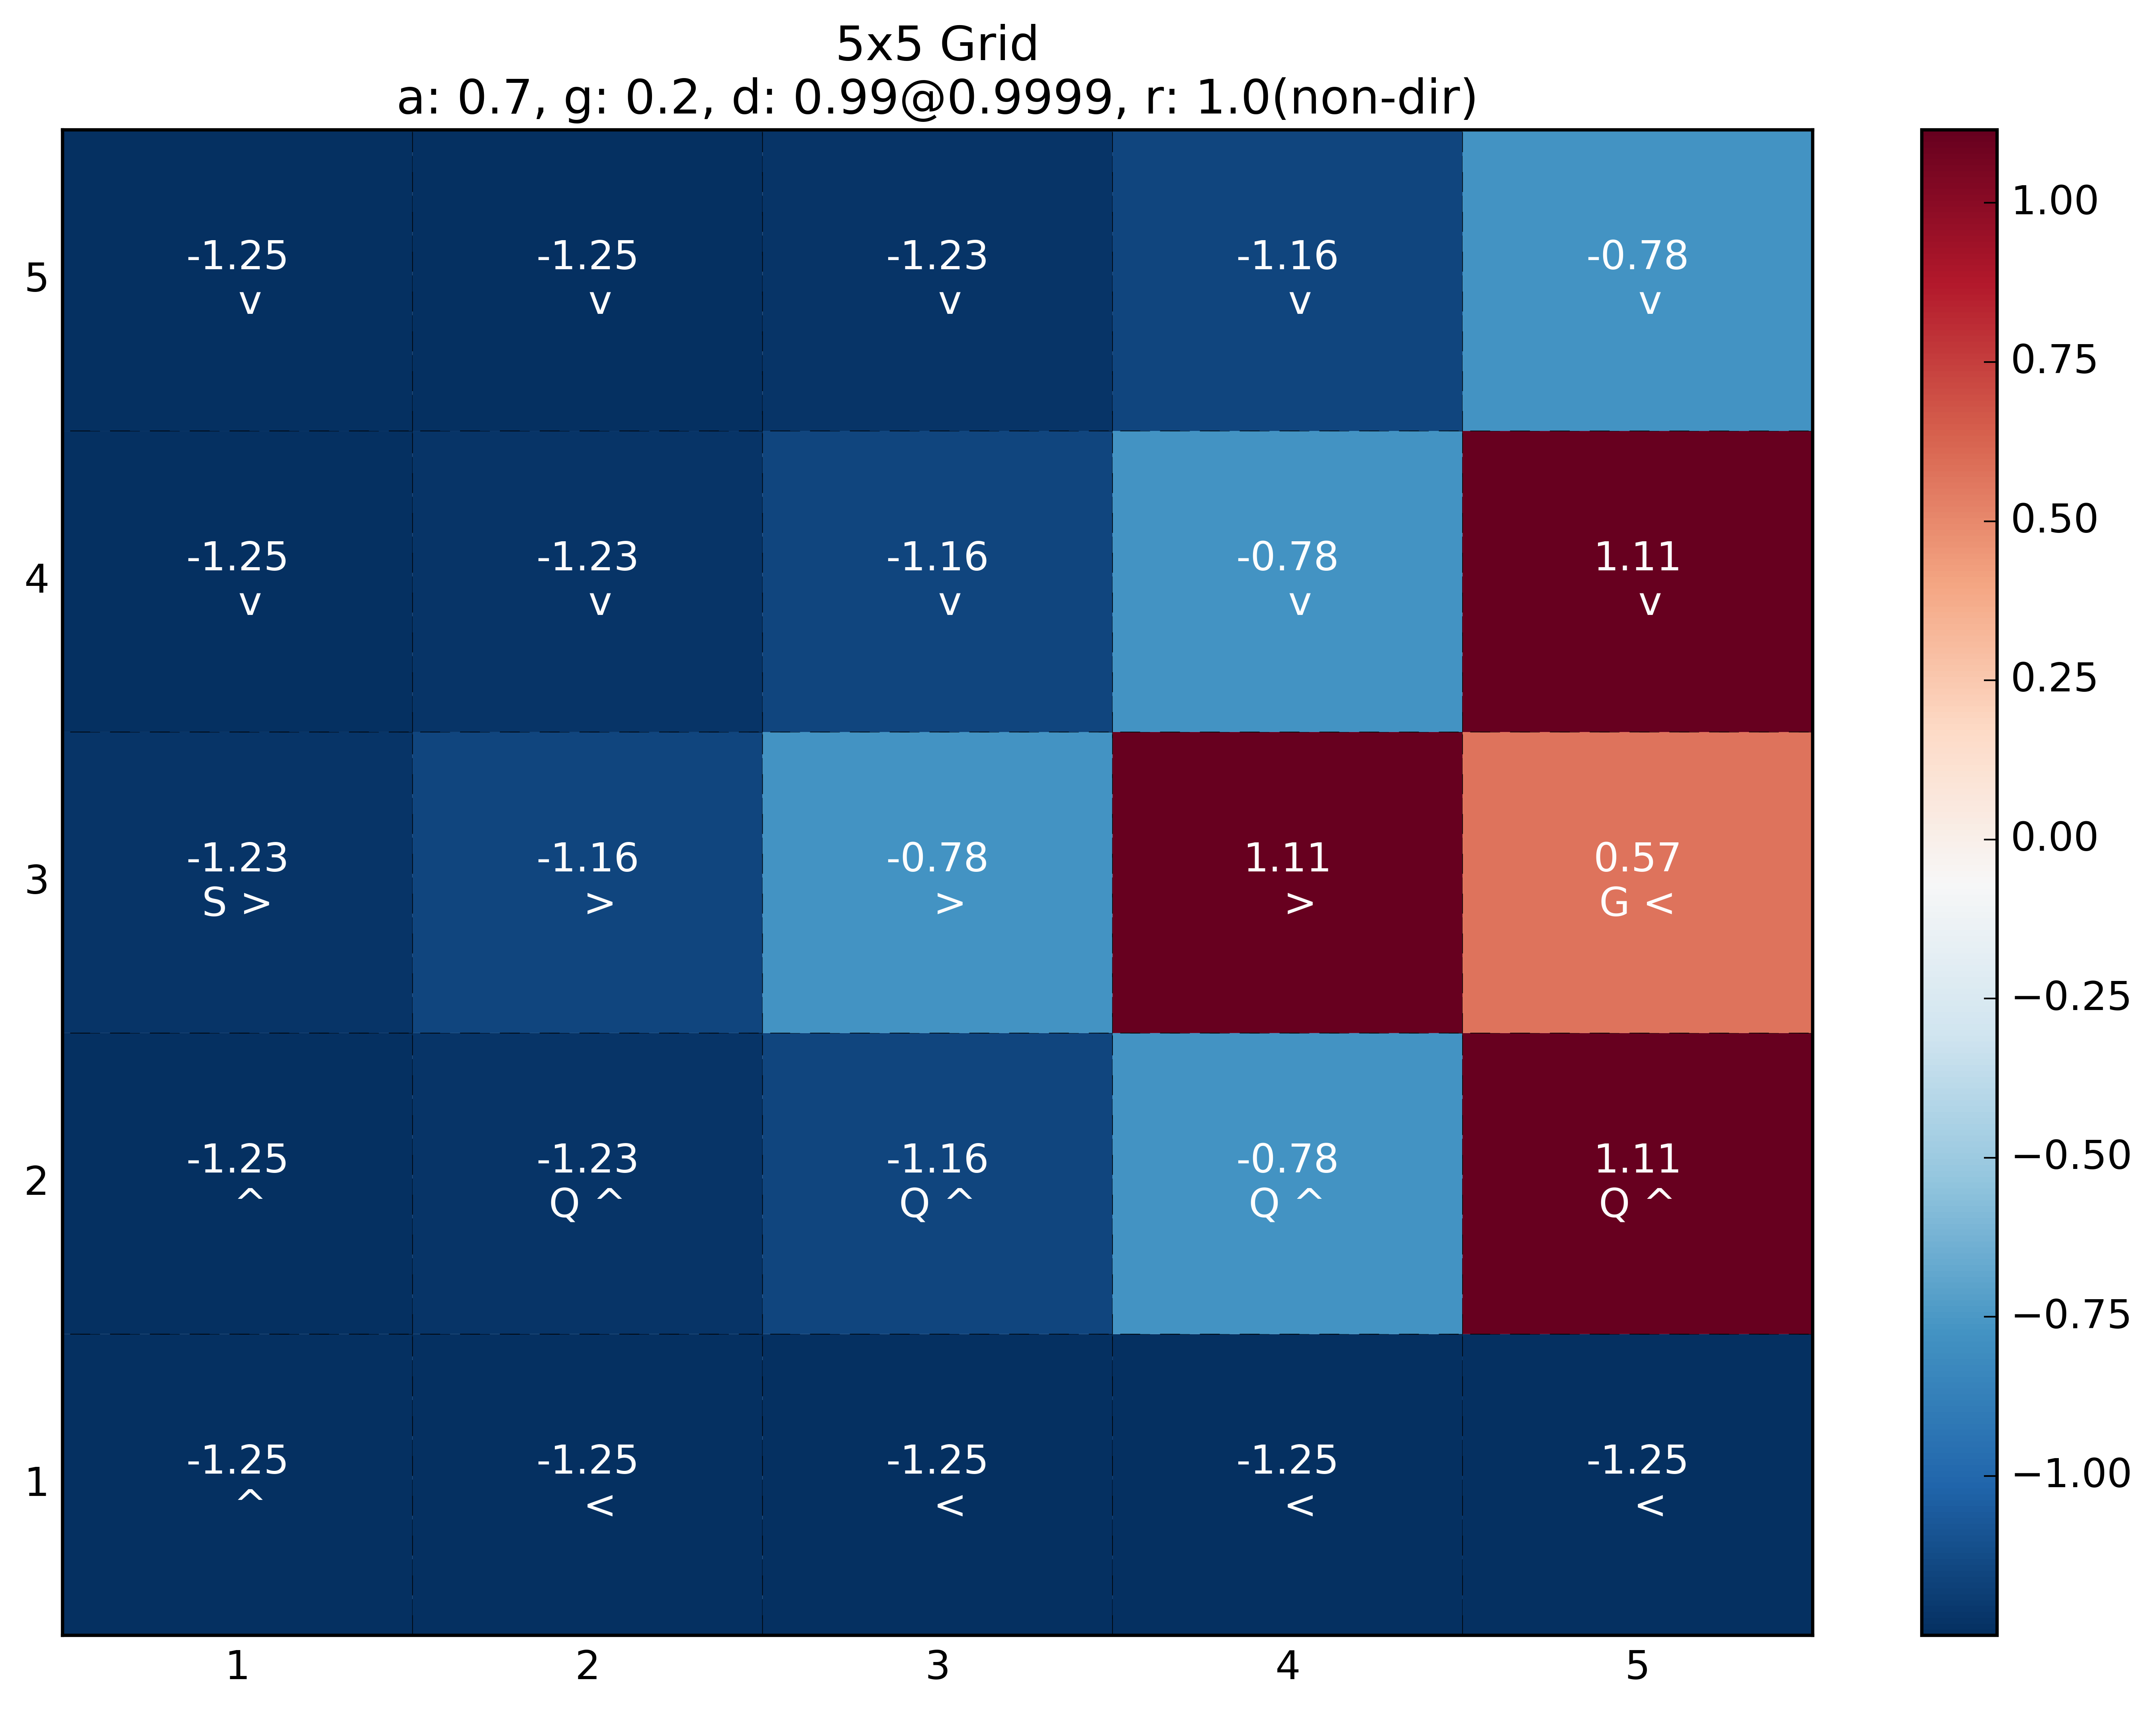 5x5 Grid
a: 0.7, g: 0.2, d: 0.99@0.9999, r: 1.0(non-dir)
5
-1.25 -1.25 -1.23 -1.16 -0.78
v v v v v
4
-1.25 -1.23 -1.16 -0.78 1.11
v v v v v
3
-1.23 -1.16 -0.78 1.11 0.57
S > > > > G <
2
-1.25 -1.23 -1.16 -0.78 1.11
^ Q ^ Q ^ Q ^ Q ^
1
-1.25 -1.25 -1.25 -1.25 -1.25
^ < < < <
1 2 3 4 5
1.00
0.75
0.50
0.25
0.00
−0.25
−0.50
−0.75
−1.00